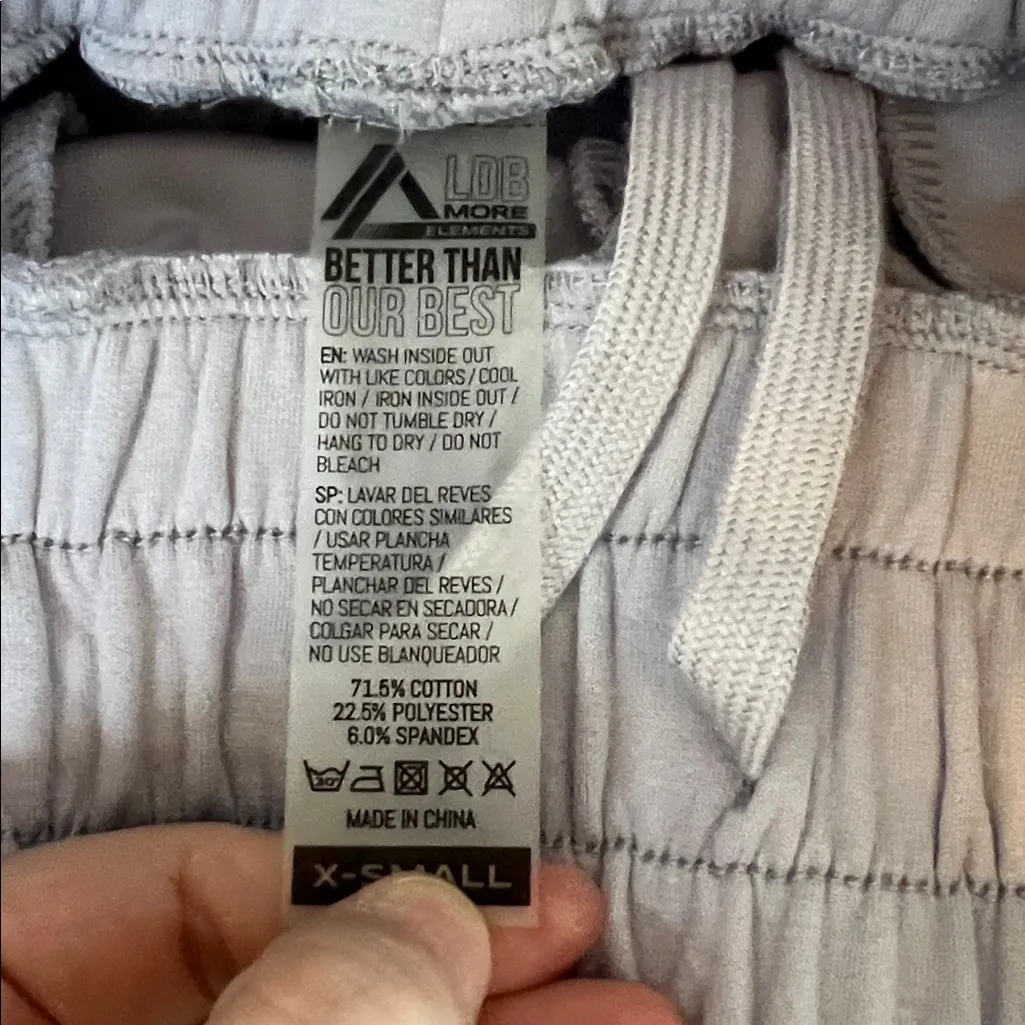 LDB
MORE
ELEMENTS
BETTER THAN
OUR BEST
EN: WASH INSIDE OUT
WITH LIKE COLORS / COOL
IRON / IRON INSIDE OUT /
DO NOT TUMBLE DRY /
HANG TO DRY / DO NOT
BLEACH
SP: LAVAR DEL REVES
CON COLORES SIMILARES
/ USAR PLANCHA
TEMPERATURA /
PLANCHAR DEL REVES /
NO SECAR EN SECADORA /
COLGAR PARA SECAR /
NO USE BLANQUEADOR
71.5% COTTON
22.5% POLYESTER
6.0% SPANDEX
30°
MADE IN CHINA
X-SMALL